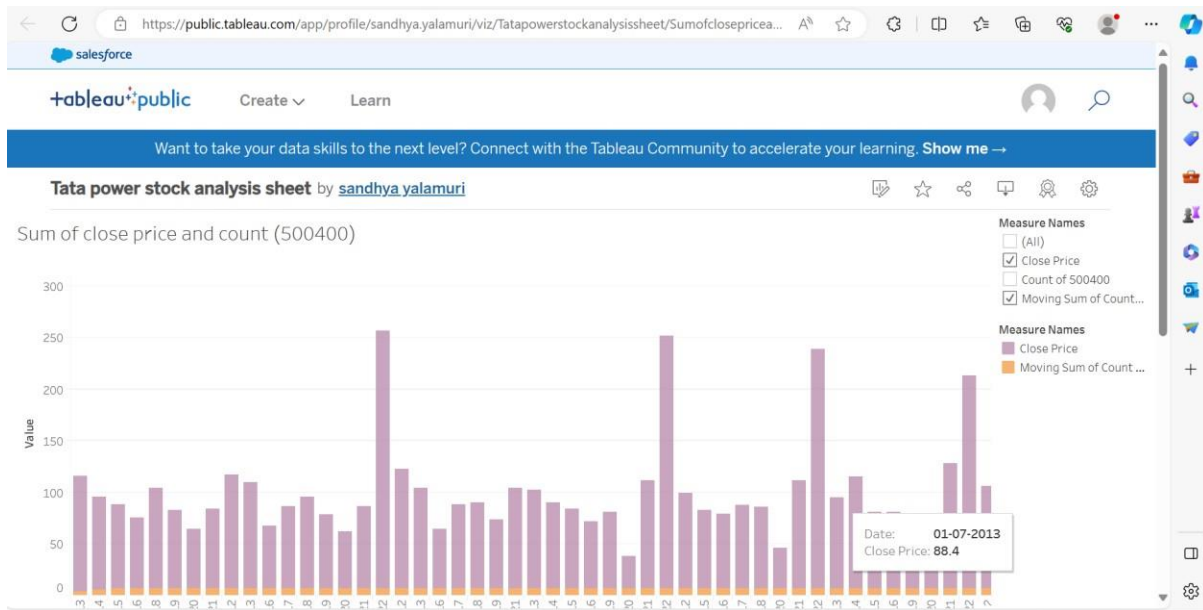 https://public.tableau.com/app/profile/sandhya.yalamuri/viz/Tatapowerstockanalysissheet/Sumofclosepricea...
salesforce
+ableau public Create Learn
Want to take your data skills to the next level? Connect with the Tableau Community to accelerate your learning. Show me →
Tata power stock analysis sheet by sandhya yalamuri
Sum of close price and count (500400)
Measure Names
(All)
Close Price
Count of 500400
Moving Sum of Count...
Measure Names
Close Price
Moving Sum of Count ...
300
250
200
150
100
50
0
Value
Date: 01-07-2013
Close Price: 88.4